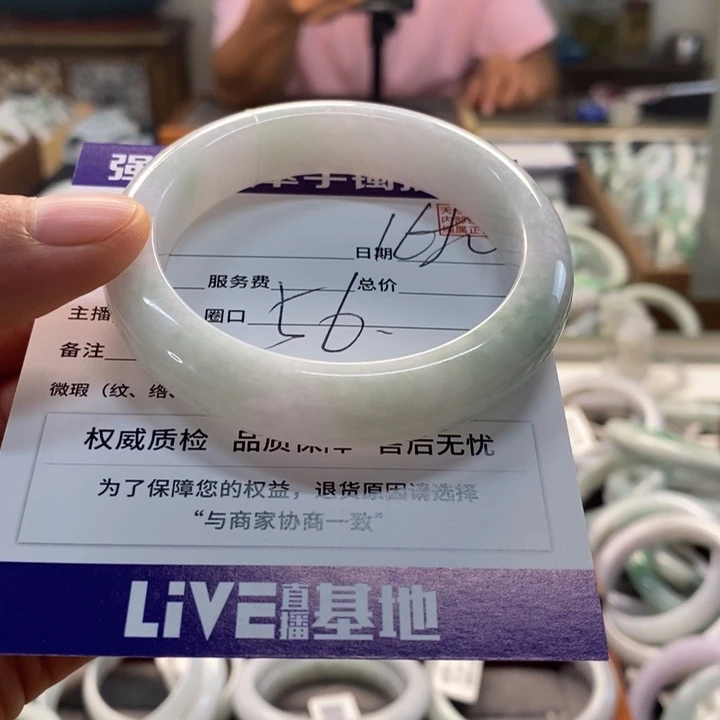 强
手镯
日期
服务费 总价
主播 圈口 56-
备注
微瑕（纹、络、
权威质检 品质保障 售后无忧
为了保障您的权益，退货原因请选择
“与商家协商一致”
LiVE直播基地